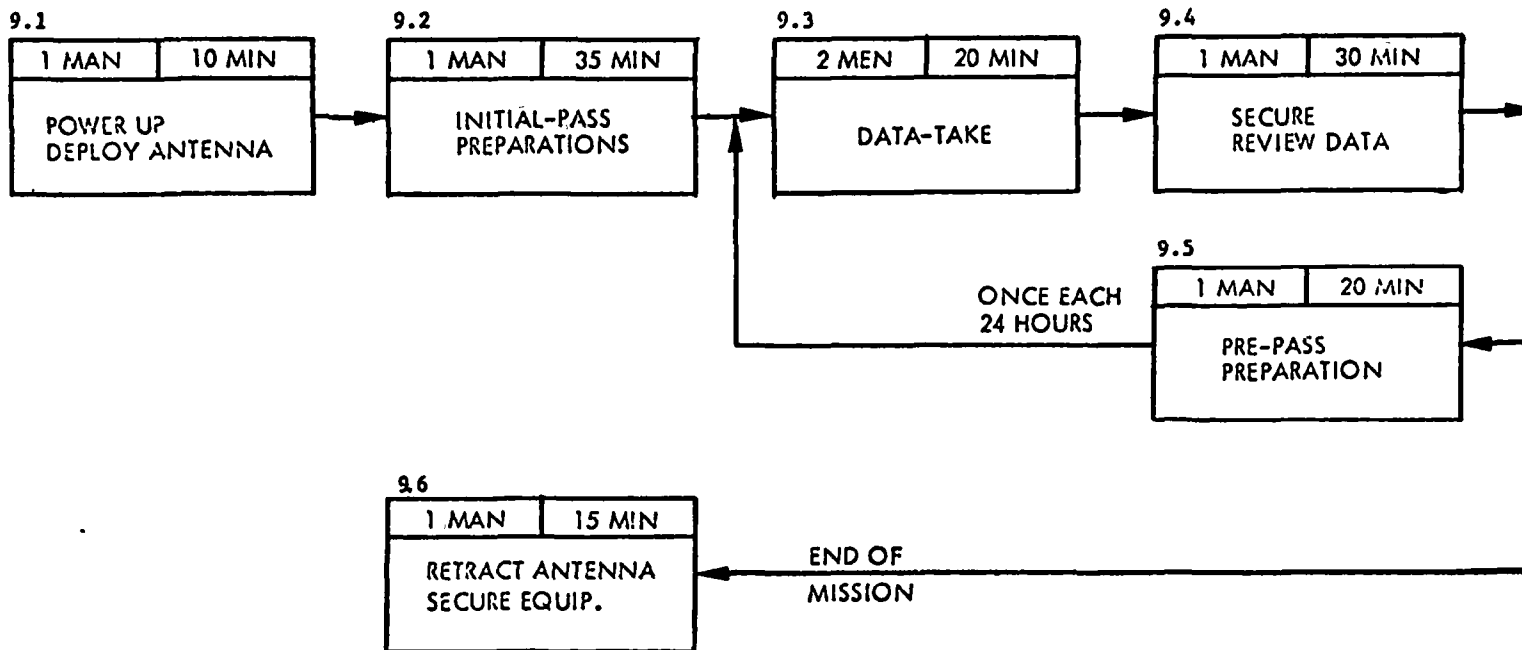 9.1
1 MAN 10 MIN
POWER UP
DEPLOY ANTENNA
9.2
1 MAN 35 MIN
INITIAL-PASS
PREPARATIONS
9.3
2 MEN 20 MIN
DATA-TAKE
9.4
1 MAN 30 MIN
SECURE
REVIEW DATA
9.5
1 MAN 20 MIN
PRE-PASS
PREPARATION
ONCE EACH
24 HOURS
9.6
1 MAN 15 MIN
RETRACT ANTENNA
SECURE EQUIP.
END OF
MISSION